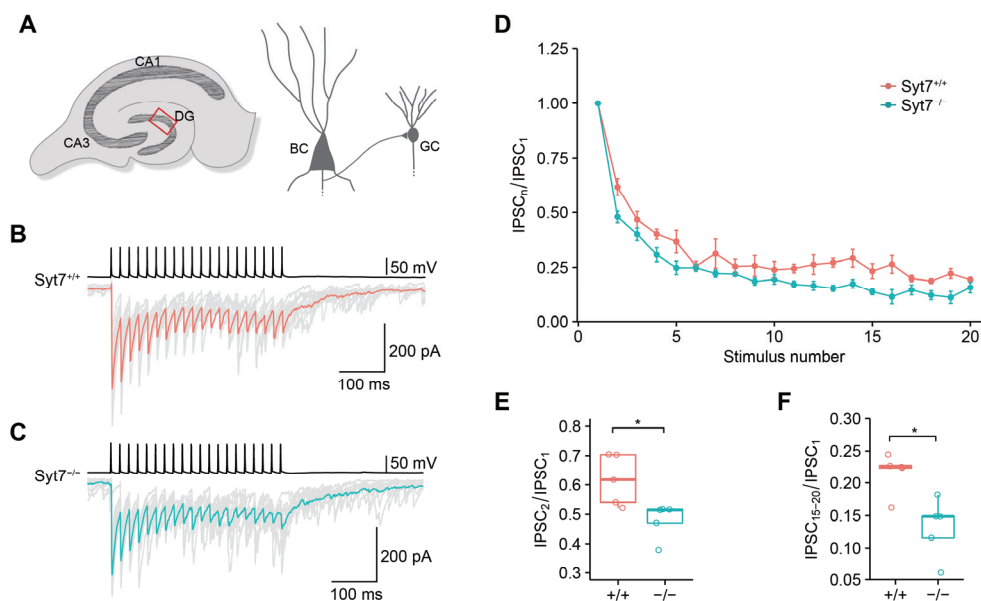 A
CA1
DG
CA3
BC
GC
B
Syt7+/+
50 mV
200 pA
100 ms
C
Syt7−/−
50 mV
200 pA
100 ms
D
1.25
1.00
0.75
0.50
0.25
0.00
IPSCn/IPSC1
0
5
10
15
20
Stimulus number
Syt7+/+
Syt7−/−
E
0.8
0.7
0.6
0.5
0.4
0.3
IPSC2/IPSC1
*
+/+
−/−
F
0.30
0.25
0.20
0.15
0.10
0.05
IPSC15-20/IPSC1
*
+/+
−/−